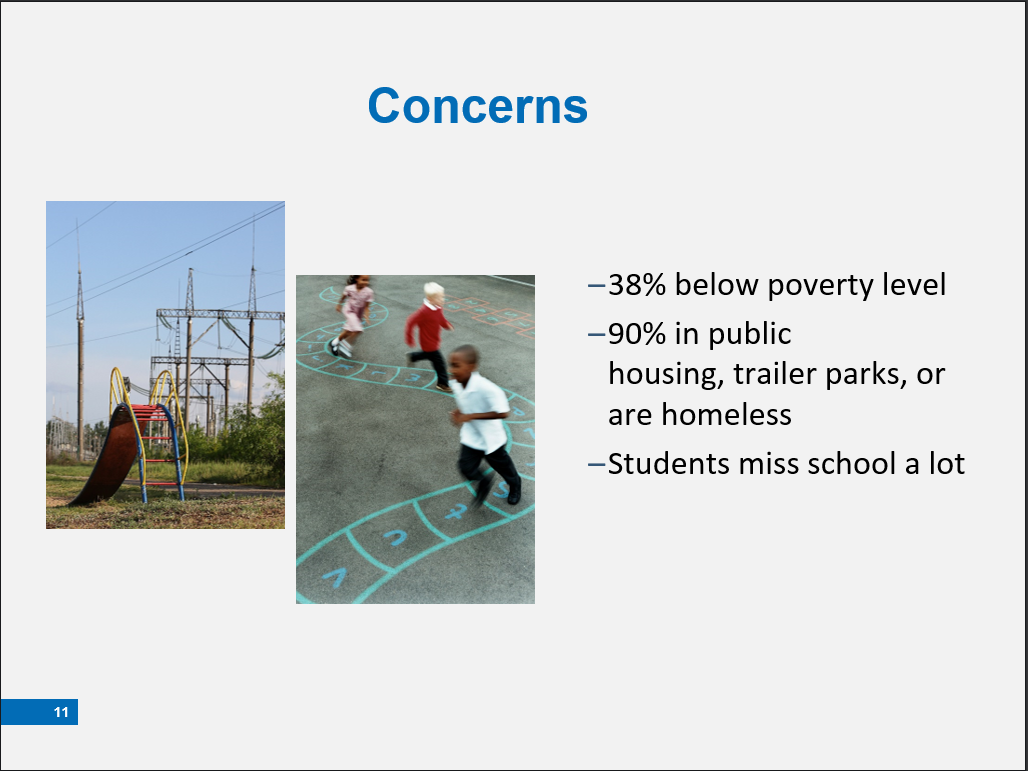 Concerns
–38% below poverty level
–90% in public
housing, trailer parks, or
are homeless
–Students miss school a lot
v
u
t
s
11